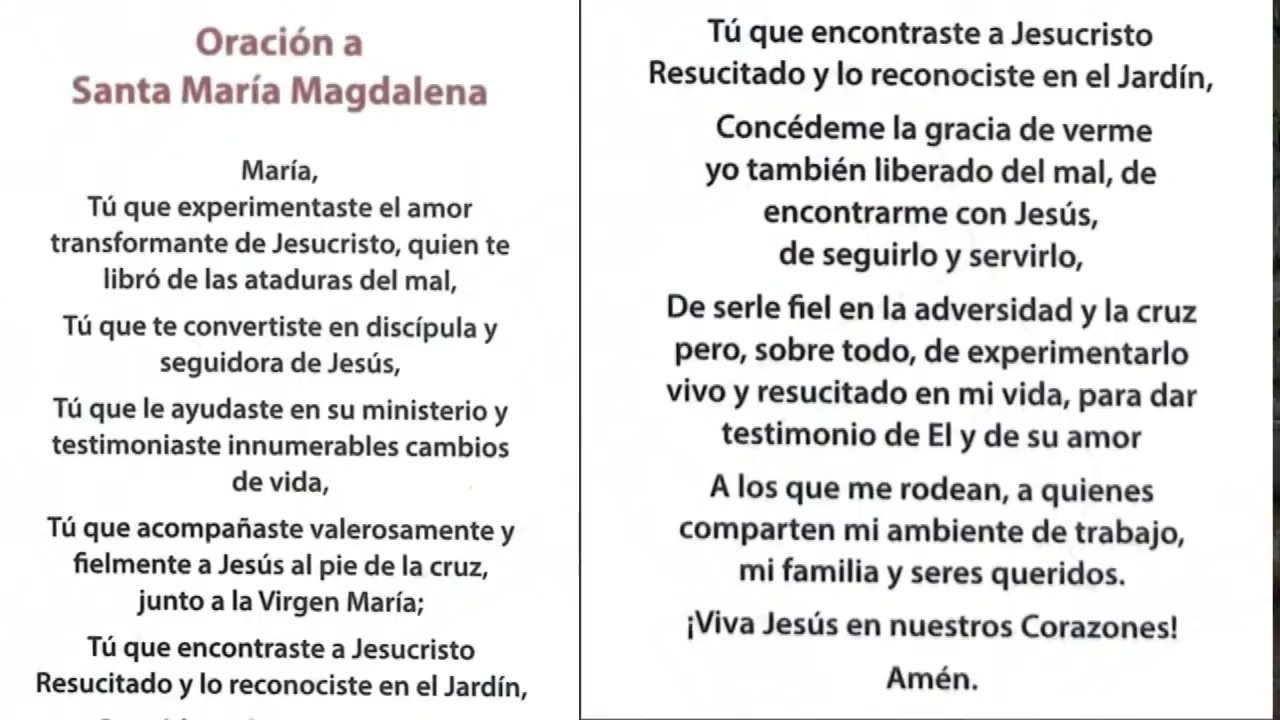 Oración a
Santa María Magdalena
María,
Tú que experimentaste el amor
transformante de Jesucristo, quien te
libró de las ataduras del mal,
Tú que te convertiste en discípula y
seguidora de Jesús,
Tú que le ayudaste en su ministerio y
testimoniaste innumerables cambios
de vida,
Tú que acompañaste valerosamente y
fielmente a Jesús al pie de la cruz,
junto a la Virgen María;
Tú que encontraste a Jesucristo
Resucitado y lo reconociste en el Jardín,
Tú que encontraste a Jesucristo
Resucitado y lo reconociste en el Jardín,
Concédeme la gracia de verme
yo también liberado del mal, de
encontrarme con Jesús,
de seguirlo y servirlo,
De serle fiel en la adversidad y la cruz
pero, sobre todo, de experimentarlo
vivo y resucitado en mi vida, para dar
testimonio de El y de su amor
A los que me rodean, a quienes
comparten mi ambiente de trabajo,
mi familia y seres queridos.
¡Viva Jesús en nuestros Corazones!
Amén.